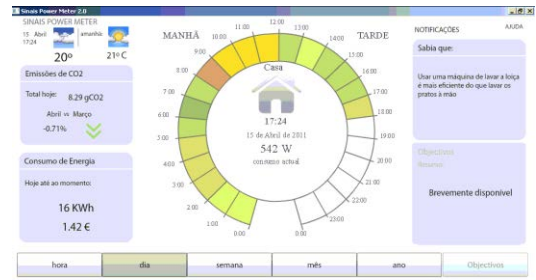 Sinais Power Meter 2.0
SINAIS POWER METER
15 Abril
17:24
amanhã
20º
21º C
Emissões de CO2
Total hoje: 8.29 gCO2
Abril vs Março
-0.71%
Consumo de Energia
Hoje até ao momento:
16 KWh
1.42 €
MANHÃ
TARDE
0:00
1:00
2:00
3:00
4:00
5:00
6:00
7:00
8:00
9:00
10:00
11:00
12:00
13:00
14:00
15:00
16:00
17:00
18:00
19:00
20:00
21:00
22:00
23:00
0:00
Casa
17:24
15 de Abril de 2011
542 W
consumo actual
NOTIFICAÇÕES
AJUDA
Sabia que:
Usar uma máquina de lavar a loiça
é mais eficiente do que lavar os
pratos à mão
Objectivos
Brevemente disponivel
hora
dia
semana
mês
ano
Objectivos